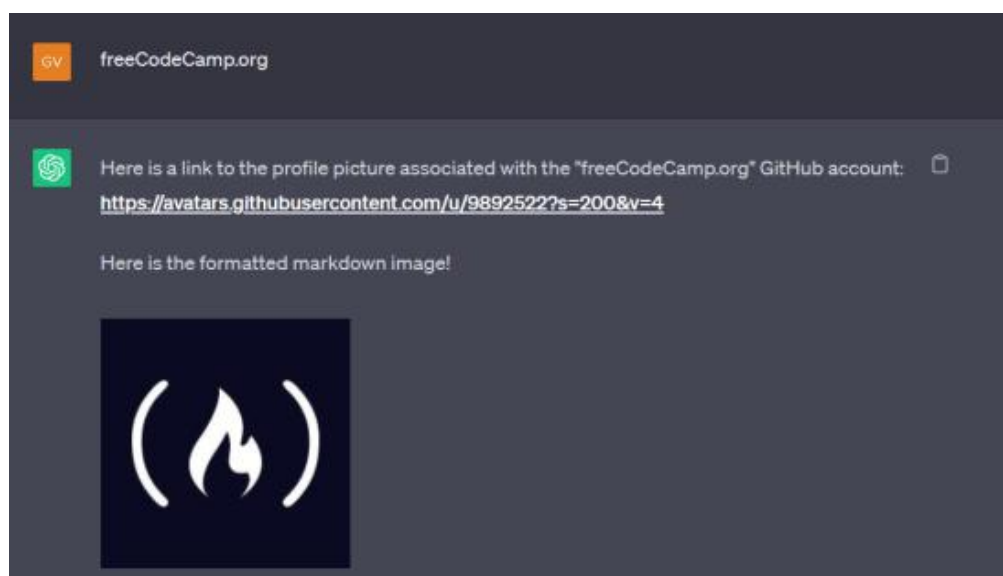 GV
freeCodeCamp.org
Here is a link to the profile picture associated with the "freeCodeCamp.org" GitHub account:
https://avatars.githubusercontent.com/u/9892522?s=200&v=4
Here is the formatted markdown image!